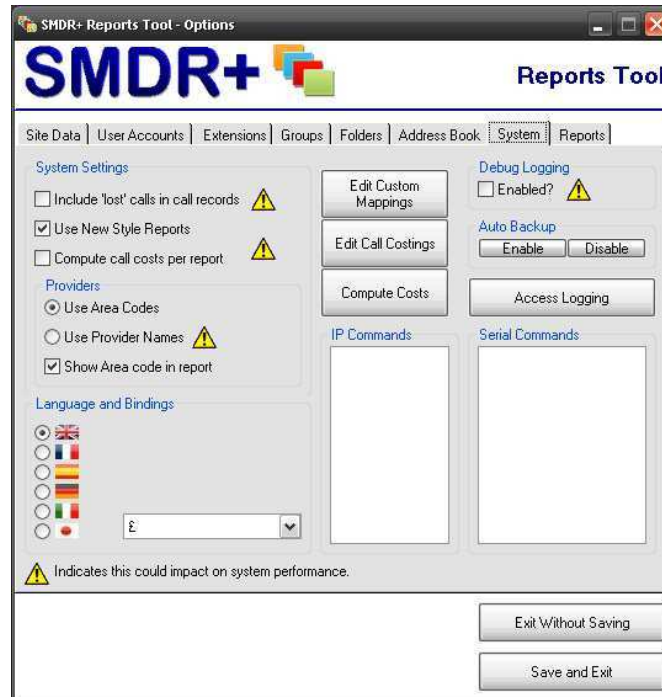 SMDR+ Reports Tool - Options
SMDR+
Reports Tool
Site Data
User Accounts
Extensions
Groups
Folders
Address Book
System
Reports
System Settings
Include 'lost' calls in call records
Use New Style Reports
Compute call costs per report
Providers
Use Area Codes
Use Provider Names
Show Area code in report
Language and Bindings
£
Edit Custom
Mappings
Edit Call Costings
Compute Costs
IP Commands
Debug Logging
Enabled?
Auto Backup
Enable
Disable
Access Logging
Serial Commands
Indicates this could impact on system performance.
Exit Without Saving
Save and Exit